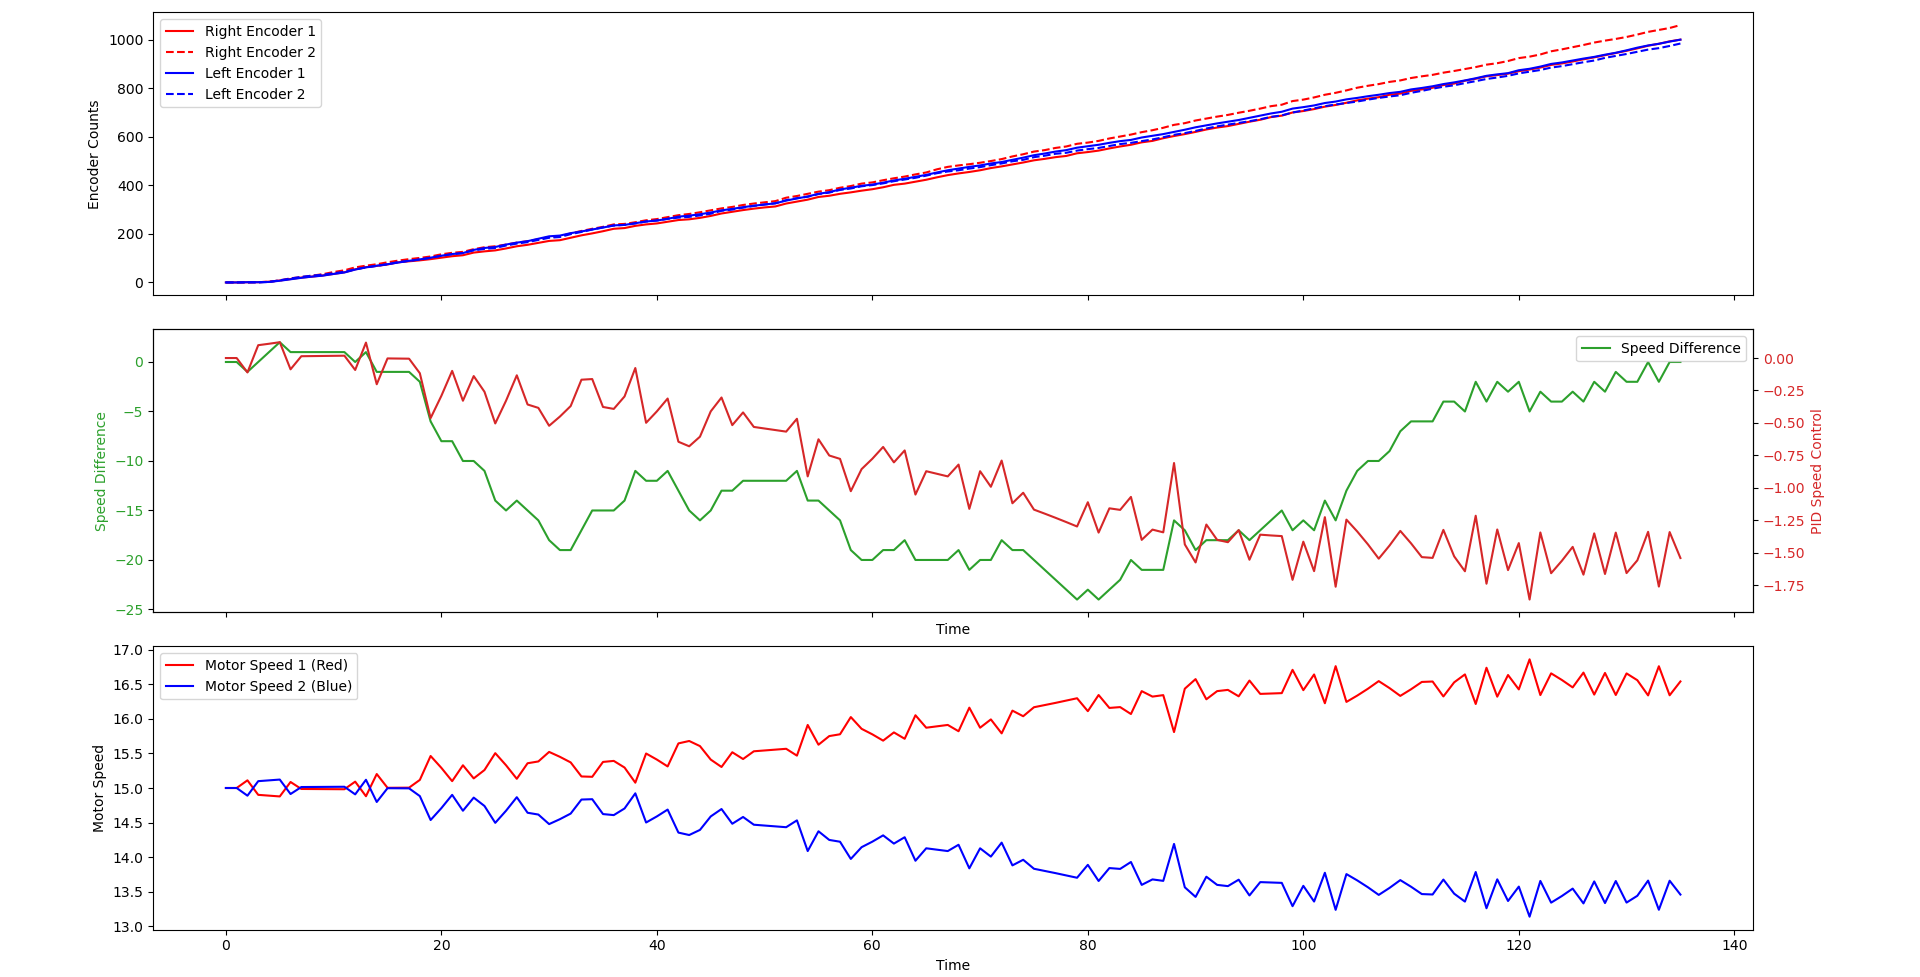 Encoder Counts
1000
800
600
400
200
0
Right Encoder 1
Right Encoder 2
Left Encoder 1
Left Encoder 2
Speed Difference
0
−5
−10
−15
−20
−25
Speed Difference
0.00
−0.25
−0.50
−0.75
−1.00
−1.25
−1.50
−1.75
PID Speed Control
Time
Motor Speed
17.0
16.5
16.0
15.5
15.0
14.5
14.0
13.5
13.0
Motor Speed 1 (Red)
Motor Speed 2 (Blue)
0 20 40 60 80 100 120 140
Time